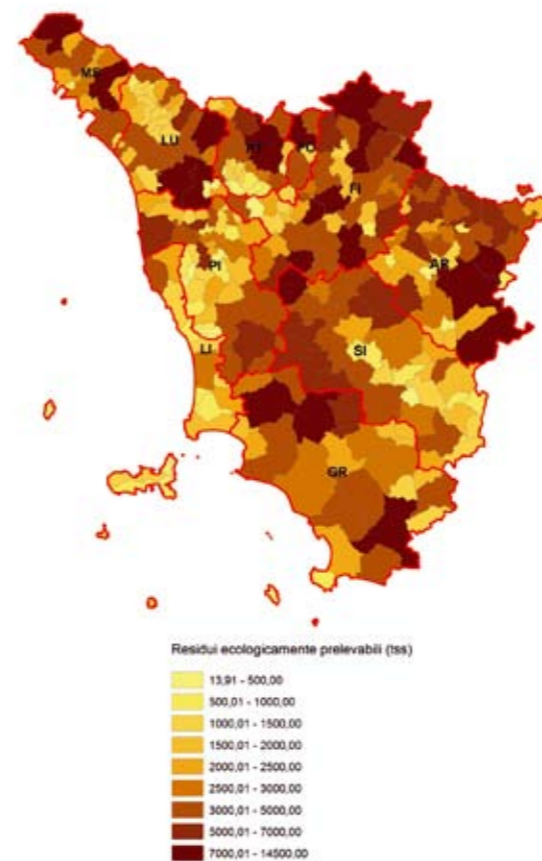 MS
LU
PT
PO
FI
AR
PI
LI
SI
GR
Residui ecologicamente prelevabili (tss)
13,91 - 500,00
500,01 - 1000,00
1000,01 - 1500,00
1500,01 - 2000,00
2000,01 - 2500,00
2500,01 - 3000,00
3000,01 - 5000,00
5000,01 - 7000,00
7000,01 - 14500,00